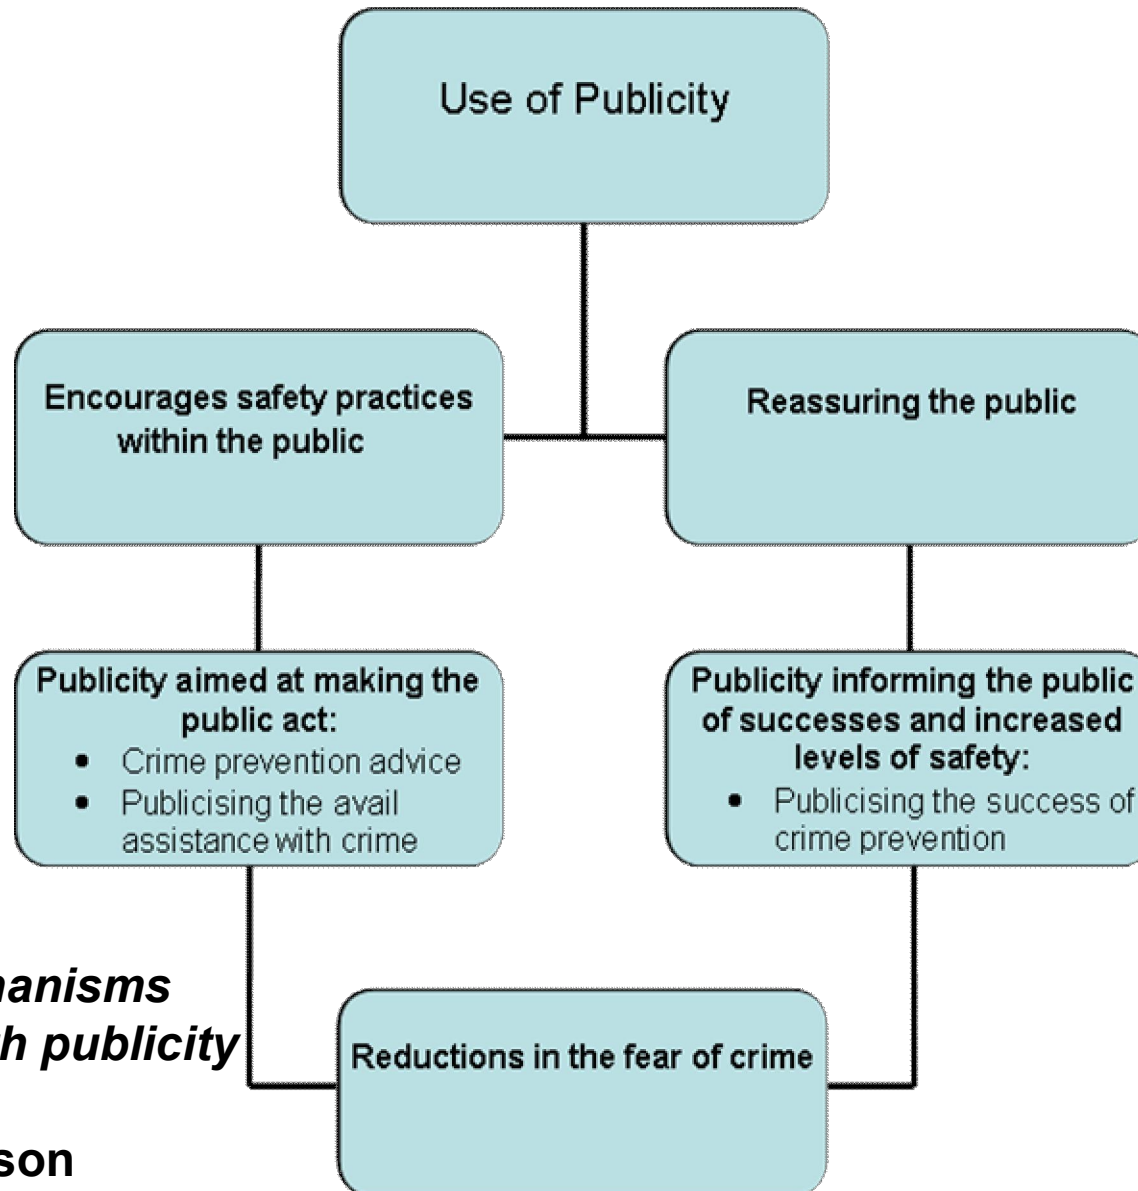 Use of Publicity
Encourages safety practices
within the public
Reassuring the public
Publicity aimed at making the
public act:
• Crime prevention advice
• Publicising the avail
assistance with crime
Publicity informing the public
of successes and increased
levels of safety:
• Publicising the success of
crime prevention
publicity
Reductions in the fear of crime